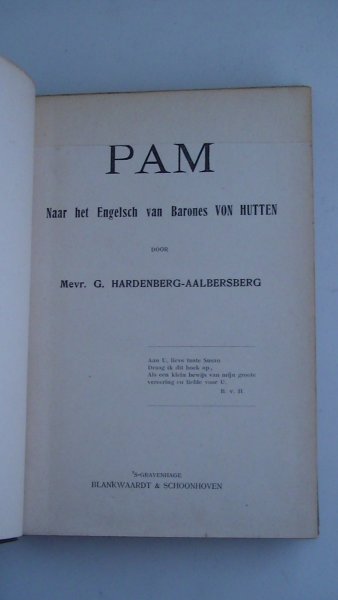 PAM
Naar het Engelsch van Barones VON HUTTEN
DOOR
Mevr. G. HARDENBERG-AALBERSBERG
Aan U, lieve tante Susan
Draag ik dit boek op,
Als een klein bewijs van mijn groote
vereering en liefde voor U.
B. v. H
'S-GRAVENHAGE
BLANKWAARDT & SCHOONHOVEN